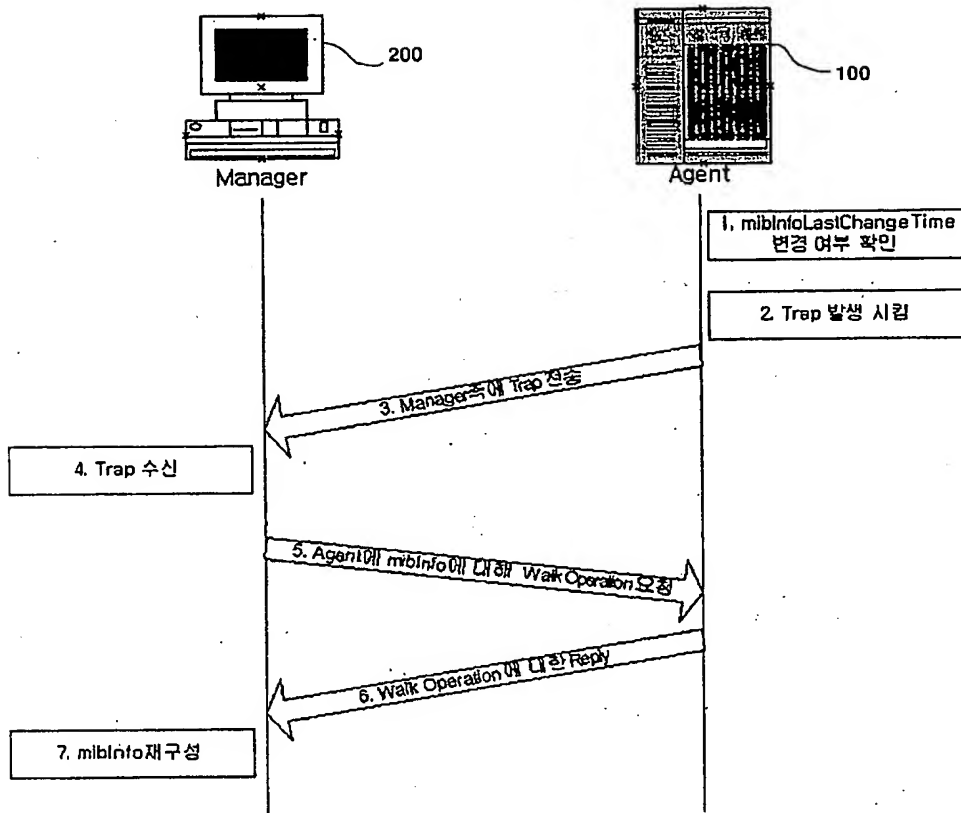 200
100
Manager
Agent
1. mibInfoLastChangeTime
변경 여부 확인
2. Trap 발생 시킴
3. Manager측에 Trap 전송
4. Trap 수신
5. Agent에 mibInfo에 대해 Walk Operation 요청
6. Walk Operation에 대한 Reply
7. mibInfo재구성